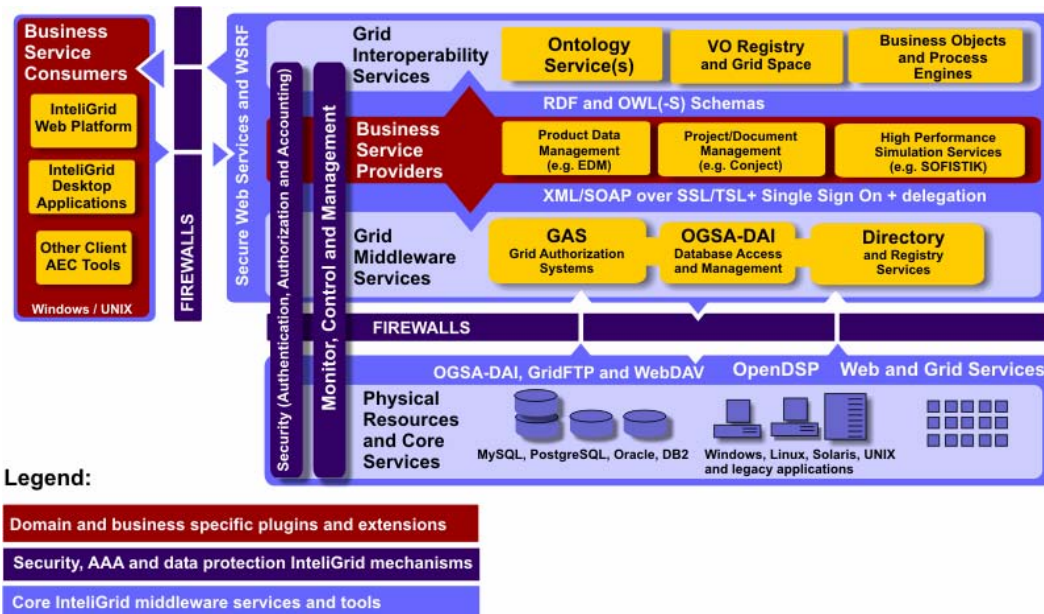 Business
Service
Consumers
InteliGrid
Web Platform
InteliGrid
Desktop
Applications
Other Client
AEC Tools
Windows / UNIX
FIREWALLS
Secure Web Services and WSRF
Security (Authentication, Authorization and Accounting)
Monitor, Control and Management
Grid
Interoperability
Services
Ontology
Service(s)
VO Registry
and Grid Space
Business Objects
and Process
Engines
RDF and OWL(-S) Schemas
Business
Service
Providers
Product Data
Management
(e.g. EDM)
Project/Document
Management
(e.g. Conject)
High Performance
Simulation Services
(e.g. SOFISTIK)
XML/SOAP over SSL/TSL+ Single Sign On + delegation
Grid
Middleware
Services
GAS
Grid Authorization
Systems
OGSA-DAI
Database Access
and Management
Directory
and Registry
Services
FIREWALLS
OGSA-DAI, GridFTP and WebDAV
OpenDSP
Web and Grid Services
Physical
Resources
and Core
Services
MySQL, PostgreSQL, Oracle, DB2
Windows, Linux, Solaris, UNIX
and legacy applications
Legend:
Domain and business specific plugins and extensions
Security, AAA and data protection InteliGrid mechanisms
Core InteliGrid middleware services and tools